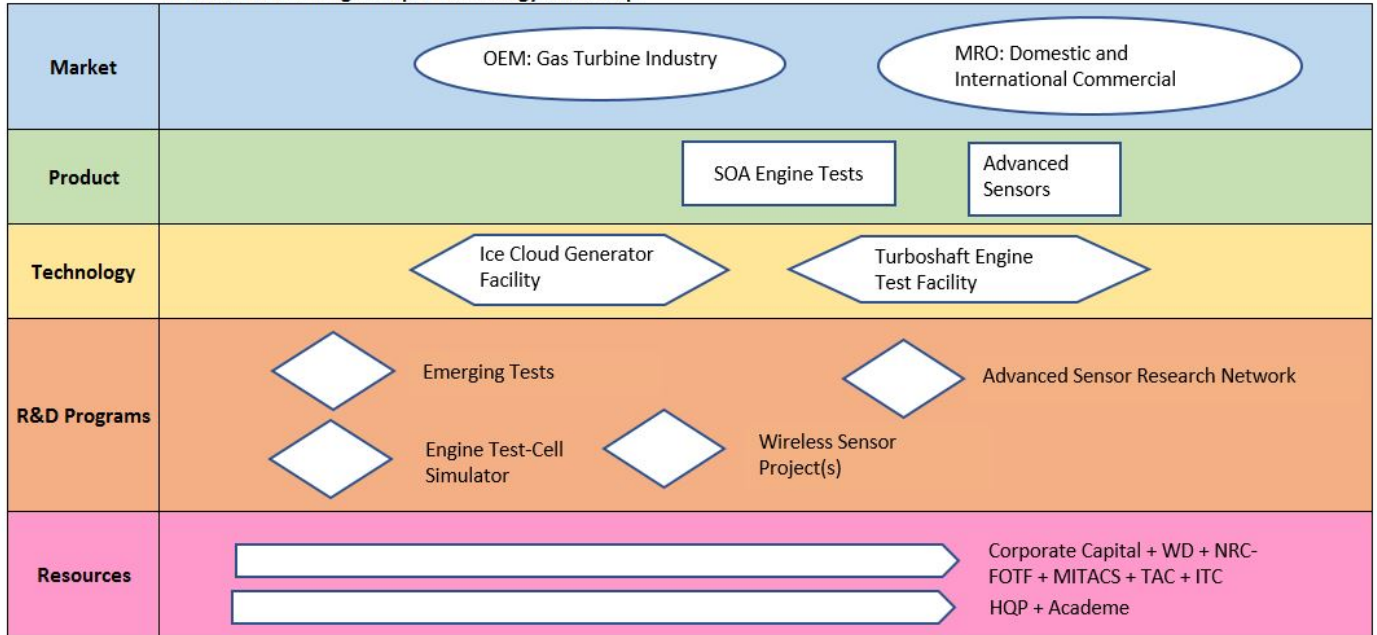 Market
OEM: Gas Turbine Industry
MRO: Domestic and
International Commercial
Product
SOA Engine Tests
Advanced
Sensors
Technology
Ice Cloud Generator
Facility
Turboshaft Engine
Test Facility
R&D Programs
Emerging Tests
Advanced Sensor Research Network
Engine Test-Cell
Simulator
Wireless Sensor
Project(s)
Resources
Corporate Capital + WD + NRC-
FOTF + MITACS + TAC + ITC
HQP + Academe